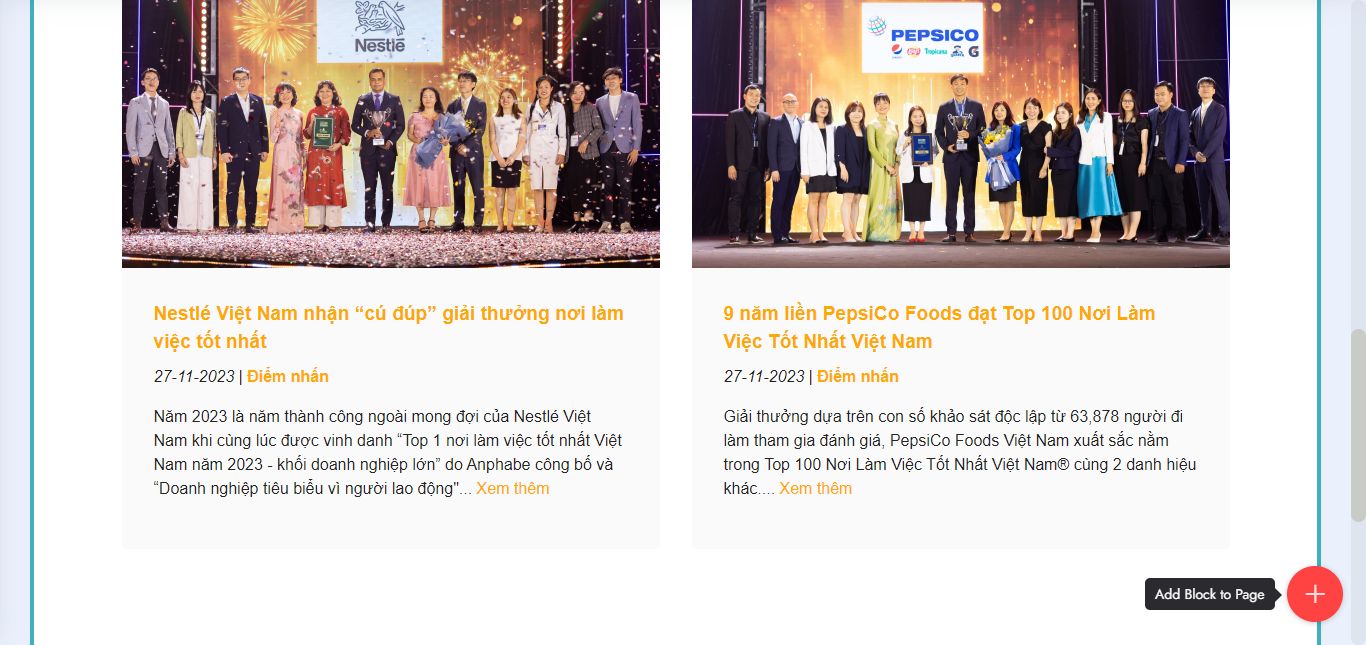 Nestlé
PEPSICO
Tropicana
G
Nestlé Việt Nam nhận “cú đúp” giải thưởng nơi làm
việc tốt nhất
27-11-2023 | Điểm nhấn
Năm 2023 là năm thành công ngoài mong đợi của Nestlé Việt
Nam khi cùng lúc được vinh danh “Top 1 nơi làm việc tốt nhất Việt
Nam năm 2023 - khối doanh nghiệp lớn” do Anphabe công bố và
“Doanh nghiệp tiêu biểu vì người lao động"... Xem thêm
9 năm liền PepsiCo Foods đạt Top 100 Nơi Làm
Việc Tốt Nhất Việt Nam
27-11-2023 | Điểm nhấn
Giải thưởng dựa trên con số khảo sát độc lập từ 63,878 người đi
làm tham gia đánh giá, PepsiCo Foods Việt Nam xuất sắc nằm
trong Top 100 Nơi Làm Việc Tốt Nhất Việt Nam® cùng 2 danh hiệu
khác.... Xem thêm
Add Block to Page